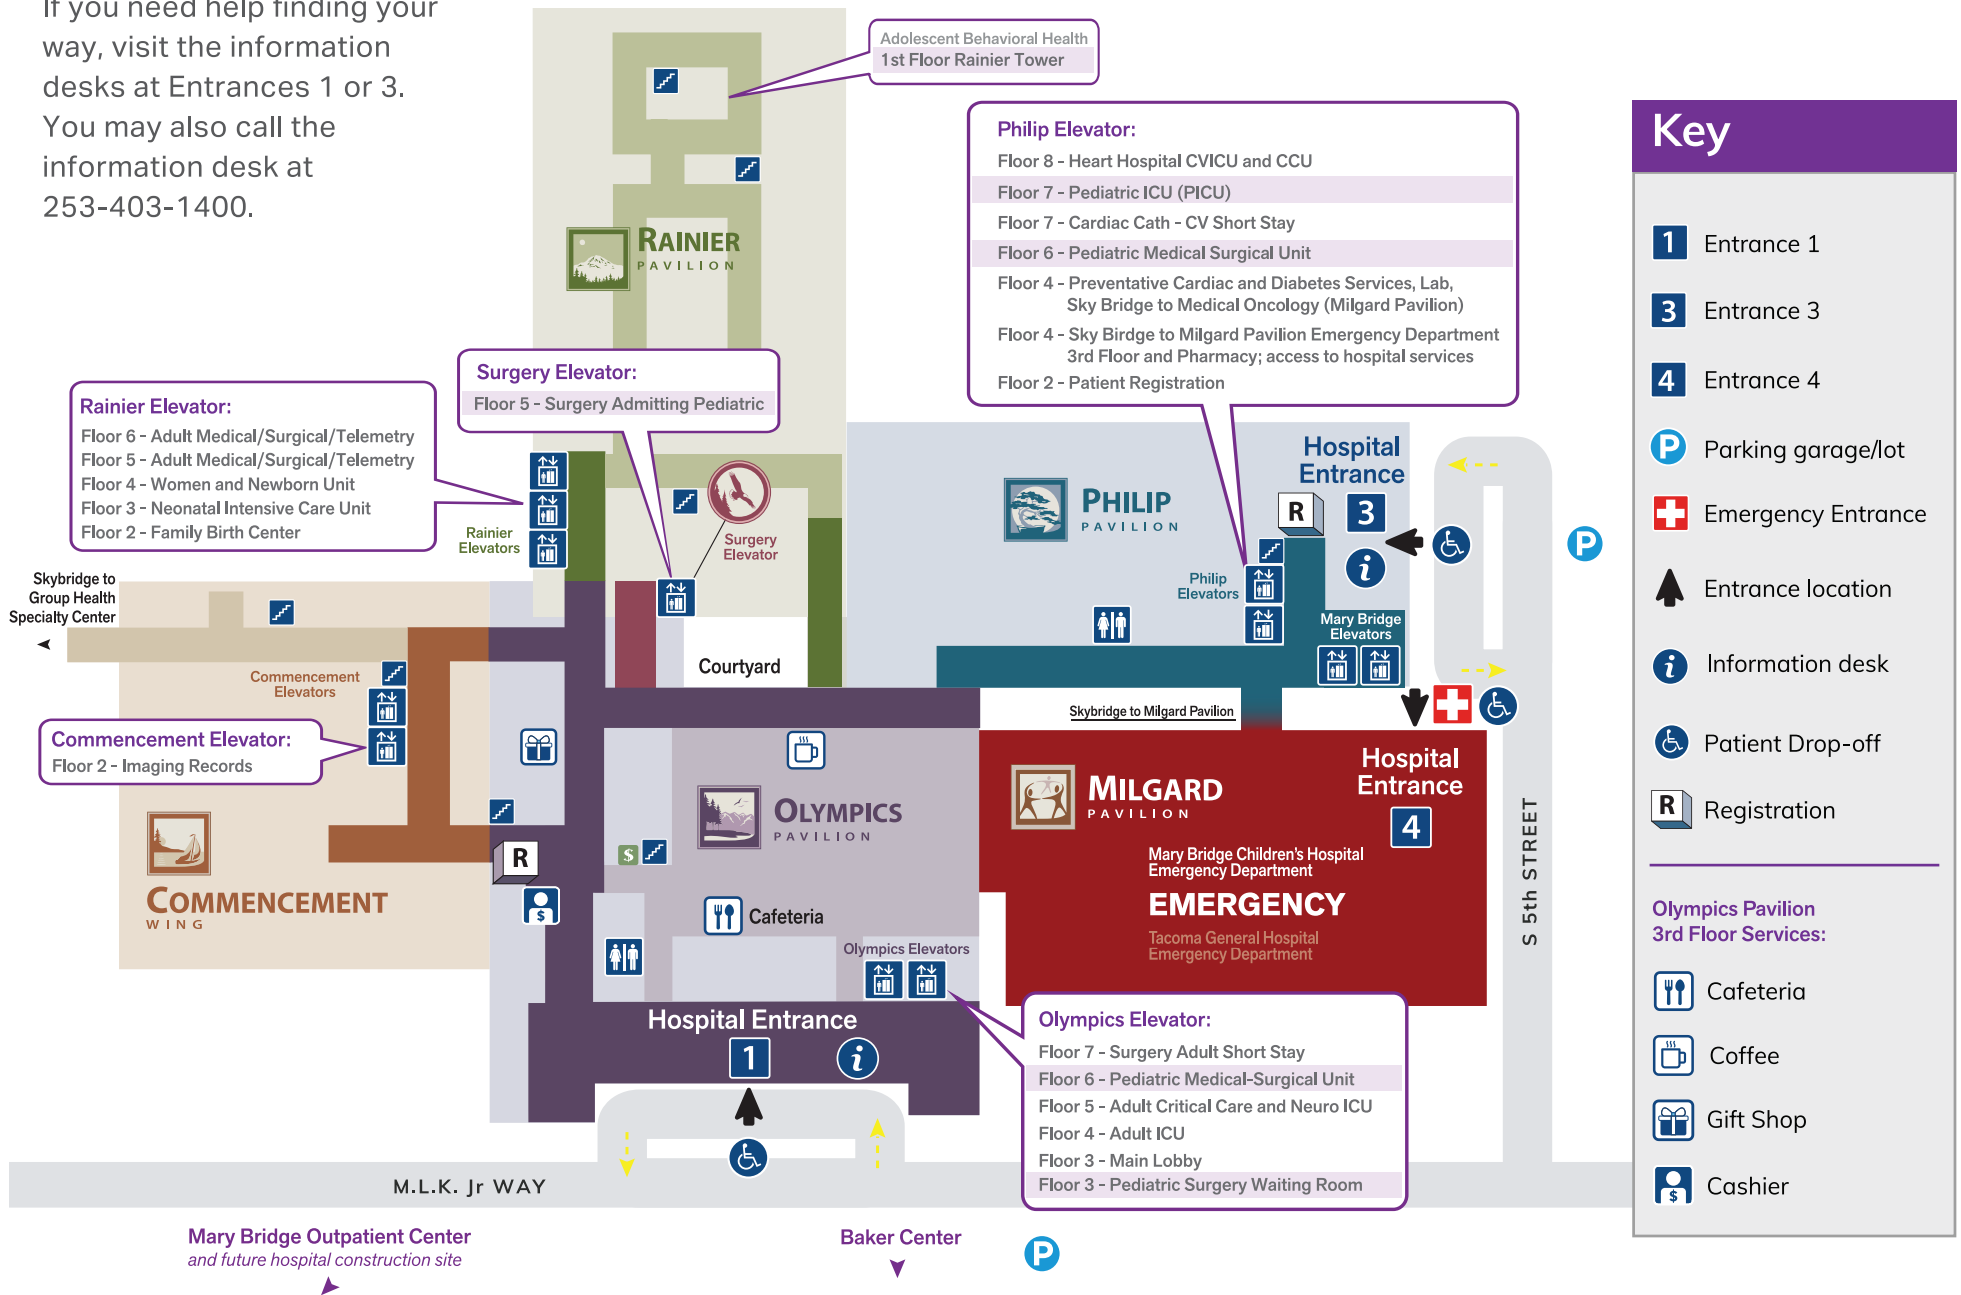 If you need help finding your
way, visit the information
desks at Entrances 1 or 3.
You may also call the
information desk at
253-403-1400.
Adolescent Behavioral Health
1st Floor Rainier Tower
RAINIER
PAVILION
Philip Elevator:
Floor 8 - Heart Hospital CVICU and CCU
Floor 7 - Pediatric ICU (PICU)
Floor 7 - Cardiac Cath - CV Short Stay
Floor 6 - Pediatric Medical Surgical Unit
Floor 4 - Preventative Cardiac and Diabetes Services, Lab,
Sky Bridge to Medical Oncology (Milgard Pavilion)
Floor 4 - Sky Birdge to Milgard Pavilion Emergency Department
3rd Floor and Pharmacy; access to hospital services
Floor 2 - Patient Registration
Surgery Elevator:
Floor 5 - Surgery Admitting Pediatric
Rainier Elevator:
Floor 6 - Adult Medical/Surgical/Telemetry
Floor 5 - Adult Medical/Surgical/Telemetry
Floor 4 - Women and Newborn Unit
Floor 3 - Neonatal Intensive Care Unit
Floor 2 - Family Birth Center
Rainier
Elevators
Surgery
Elevator
PHILIP
PAVILION
Hospital
Entrance
R
3
i
P
Philip
Elevators
Mary Bridge
Elevators
Skybridge to
Group Health
Specialty Center
Courtyard
Commencement
Elevators
Commencement Elevator:
Floor 2 - Imaging Records
Skybridge to Milgard Pavilion
COMMENCEMENT
WING
R
$
$
OLYMPICS
PAVILION
Cafeteria
Olympics Elevators
MILGARD
PAVILION
Hospital
Entrance
4
Mary Bridge Children's Hospital
Emergency Department
EMERGENCY
Tacoma General Hospital
Emergency Department
S 5th STREET
Hospital Entrance
1
i
Olympics Elevator:
Floor 7 - Surgery Adult Short Stay
Floor 6 - Pediatric Medical-Surgical Unit
Floor 5 - Adult Critical Care and Neuro ICU
Floor 4 - Adult ICU
Floor 3 - Main Lobby
Floor 3 - Pediatric Surgery Waiting Room
M.L.K. Jr WAY
Mary Bridge Outpatient Center
and future hospital construction site
Baker Center
P
Key
1 Entrance 1
3 Entrance 3
4 Entrance 4
P Parking garage/lot
Emergency Entrance
Entrance location
i Information desk
Patient Drop-off
R Registration
Olympics Pavilion
3rd Floor Services:
Cafeteria
Coffee
Gift Shop
$ Cashier